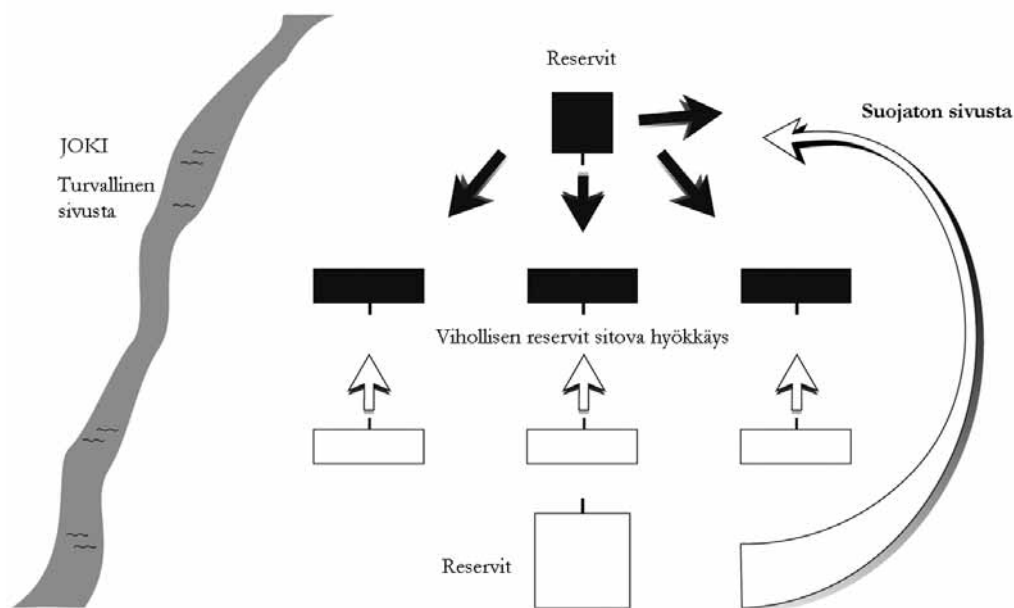 Reservit
Suojaton sivusta
JOKI
Turvallinen
sivusta
Vihollisen reservit sitova hyökkäys
Reservit